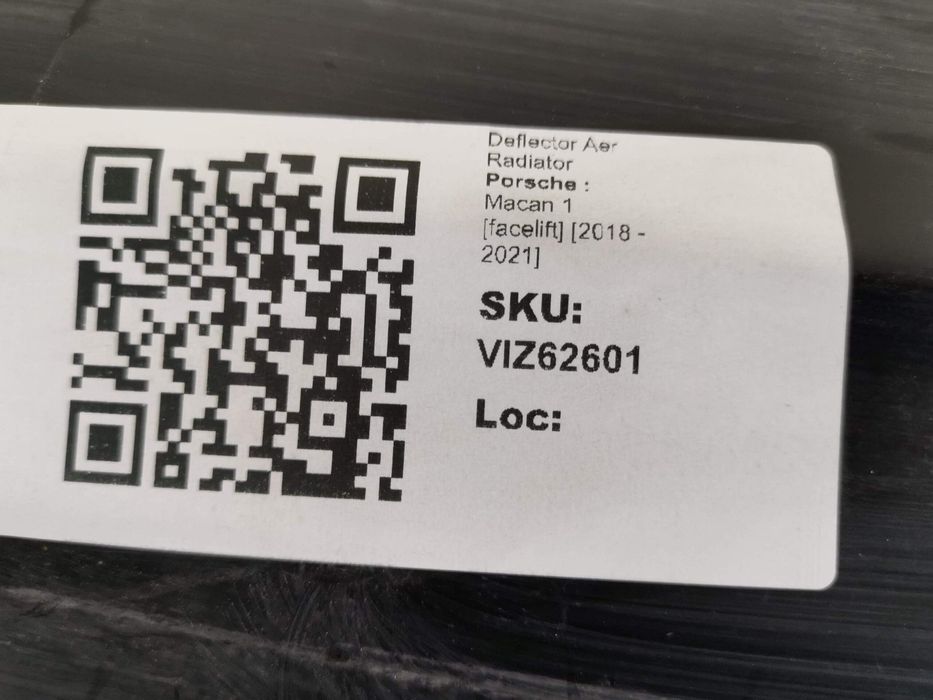 Deflector Aer
Radiator
Porsche :
Macan 1
[facelift] [2018 -
2021]
SKU:
VIZ62601
Loc: